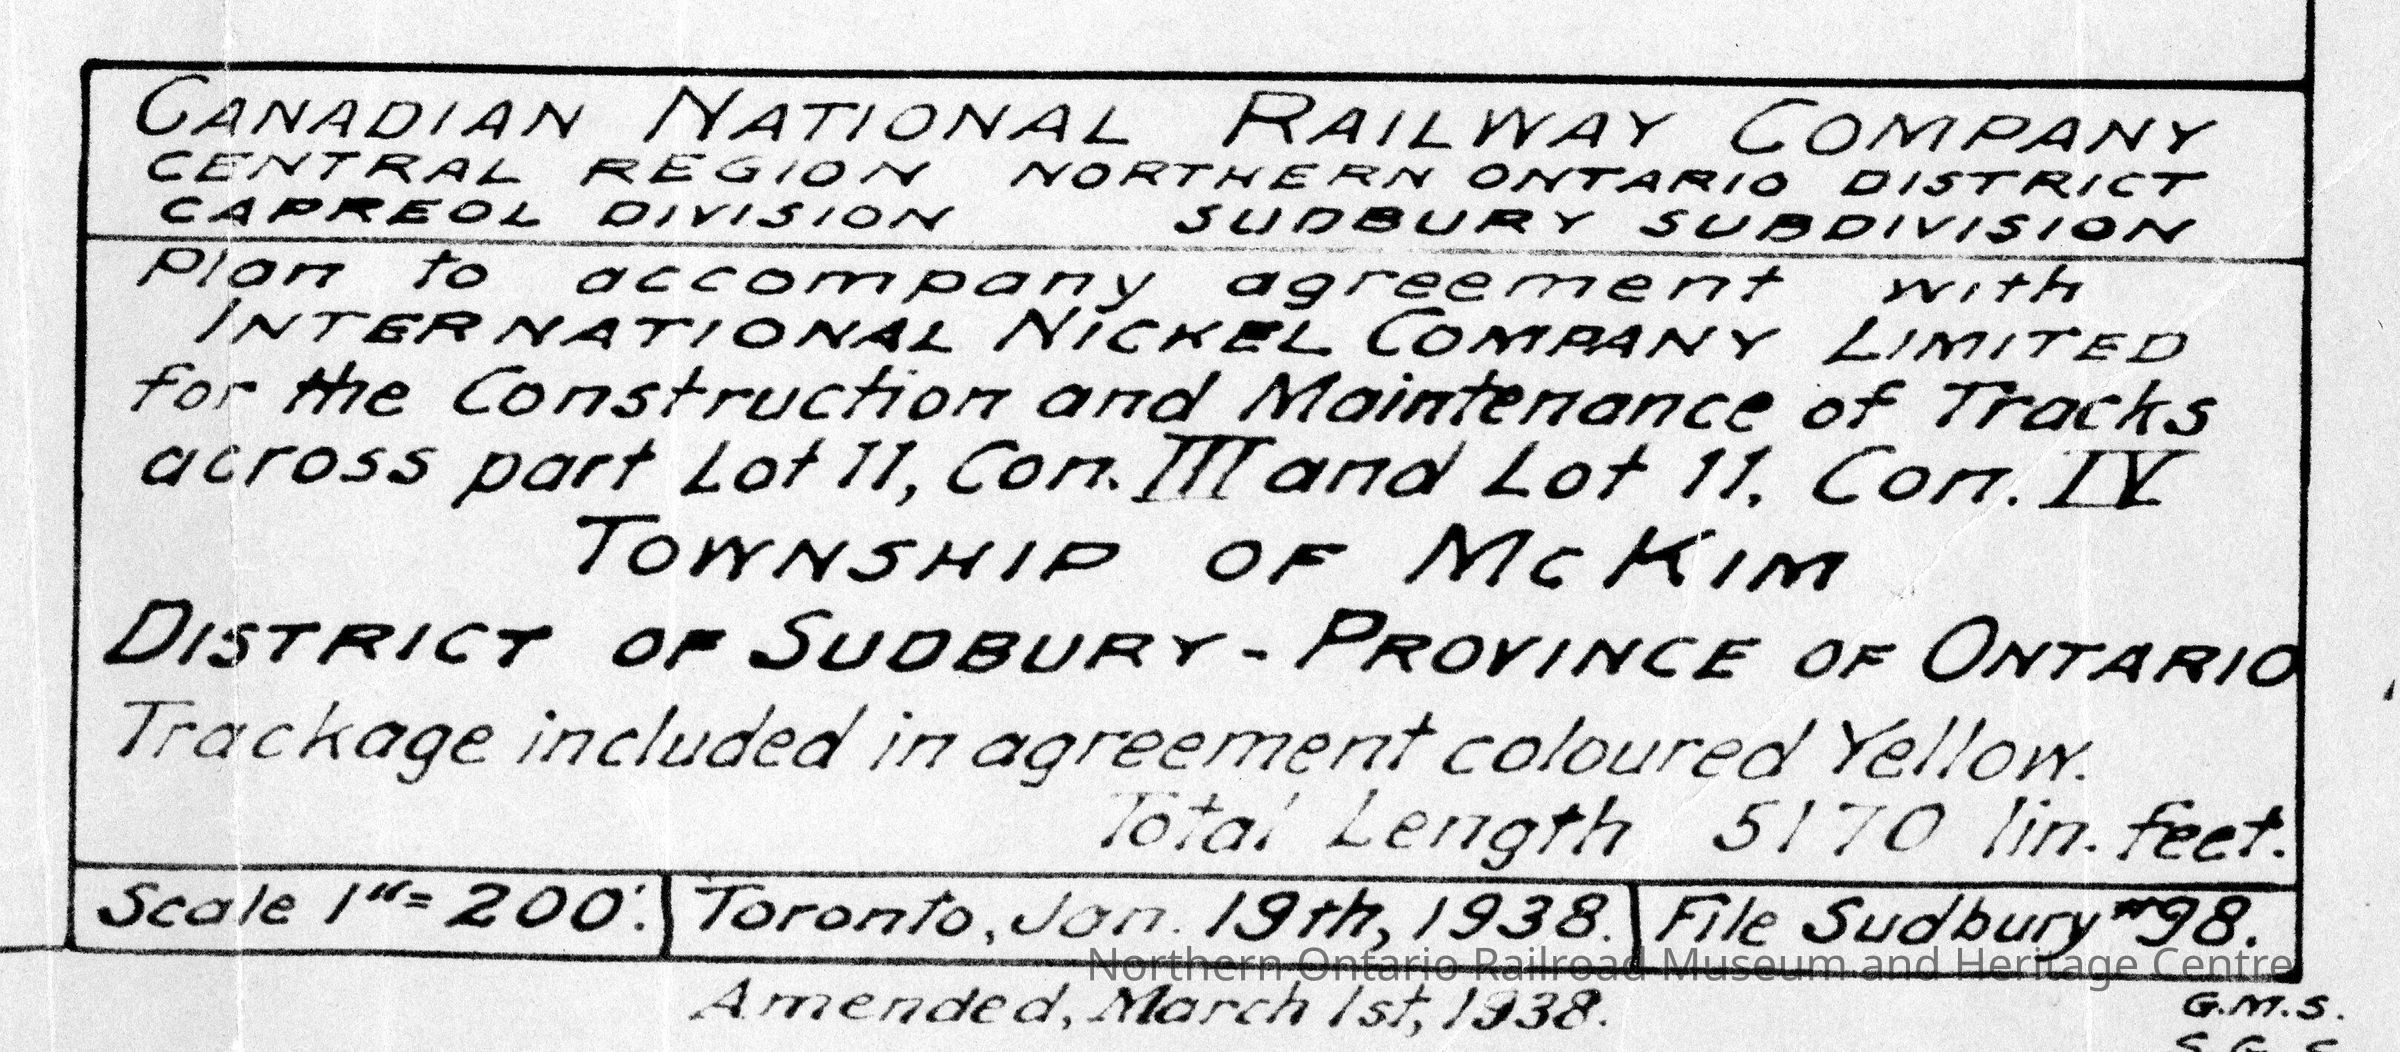 CANADIAN NATIONAL RAILWAY COMPANY
CENTRAL REGION NORTHERN ONTARIO DISTRICT
CAPREOL DIVISION SUDBURY SUBDIVISION
Plan to accompany agreement with
INTERNATIONAL NICKEL COMPANY LIMITED
for the Construction and Maintenance of Tracks
across part Lot 11, Con. III and Lot 11, Con. IV
TOWNSHIP OF McKIM
DISTRICT OF SUDBURY - PROVINCE OF ONTARIO
Trackage included in agreement coloured Yellow.
Total Length 5170 lin. feet.
Scale 1"= 200'. Toronto, Jan. 19th, 1938. File Sudbury #98.
Northern Ontario Railroad Museum and Heritage Centre
Amended, March 1st, 1938.
G.M.S.